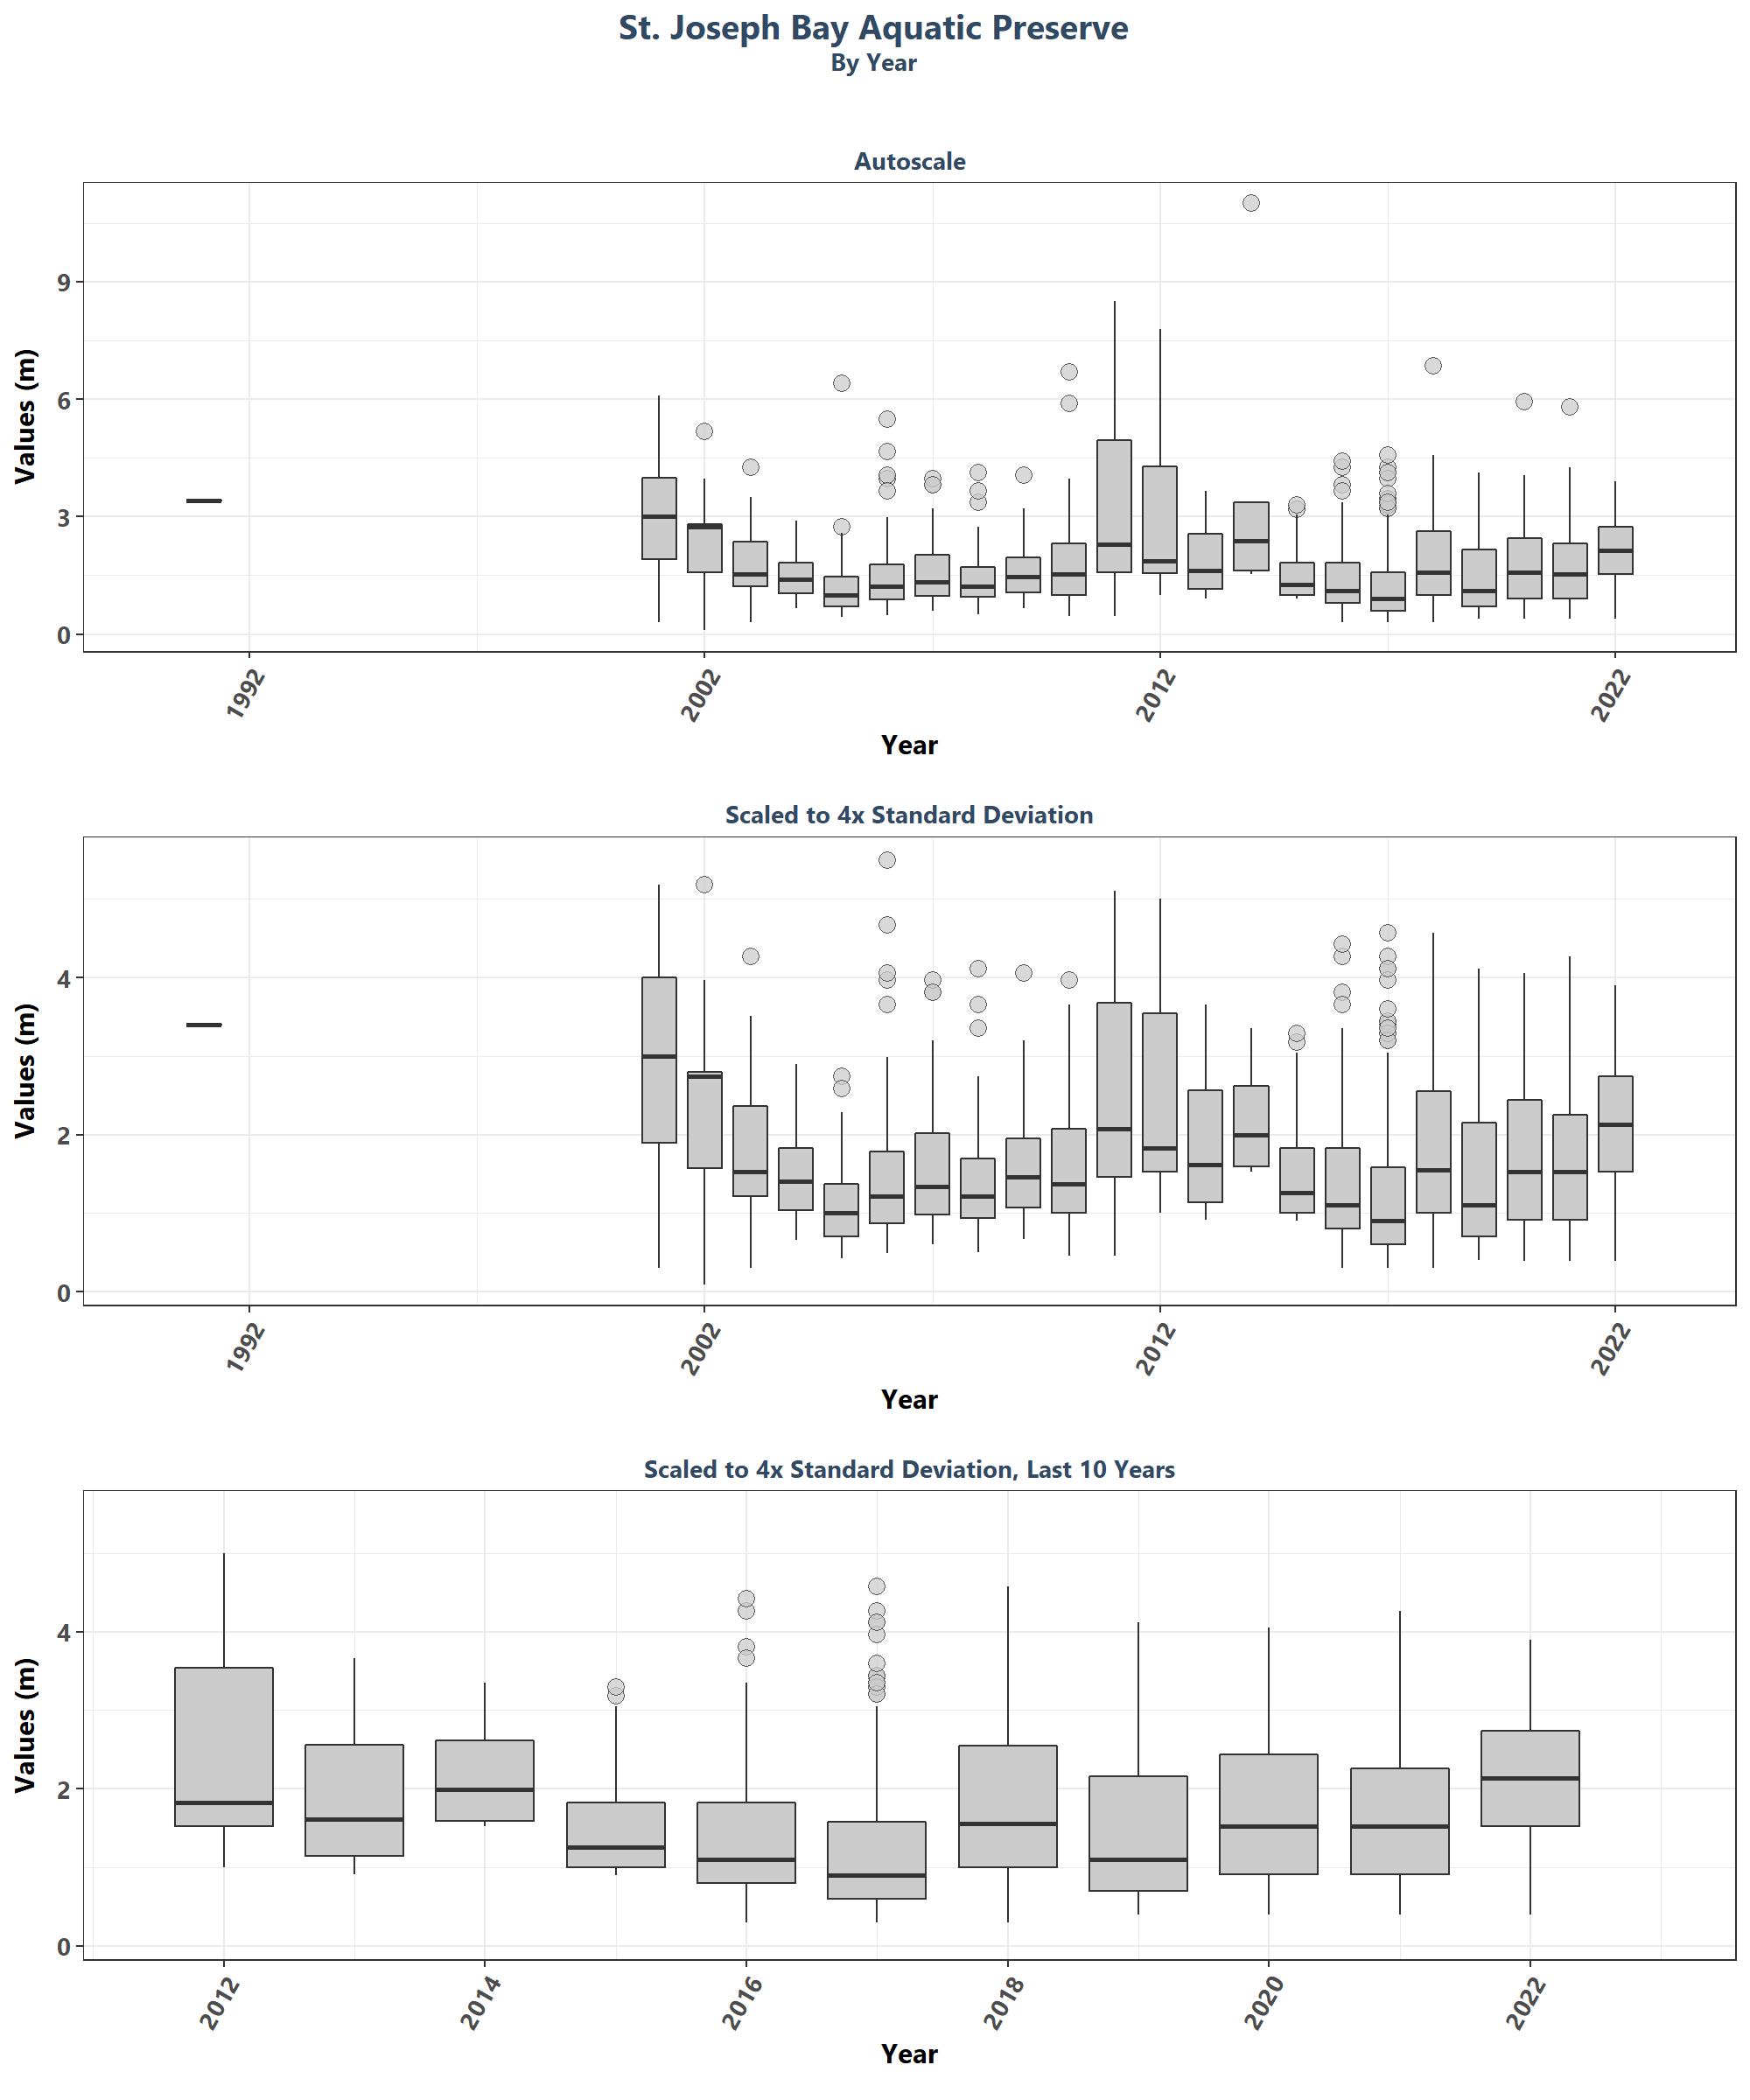 St. Joseph Bay Aquatic Preserve
By Year
Autoscale
Values (m)
9
6
3
0
1992
2002
2012
2022
Year
Scaled to 4x Standard Deviation
Values (m)
4
2
0
1992
2002
2012
2022
Year
Scaled to 4x Standard Deviation, Last 10 Years
Values (m)
4
2
0
2012
2014
2016
2018
2020
2022
Year